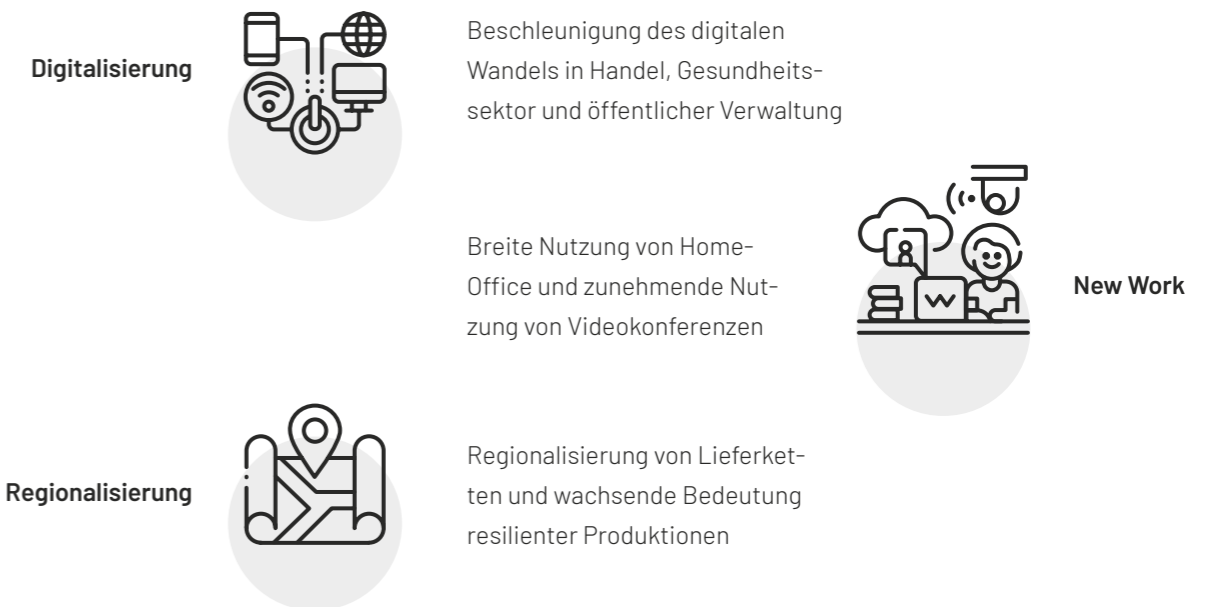 Digitalisierung
Beschleunigung des digitalen
Wandels in Handel, Gesundheits-
sektor und öffentlicher Verwaltung
Breite Nutzung von Home-
Office und zunehmende Nut-
zung von Videokonferenzen
New Work
Regionalisierung
Regionalisierung von Lieferket-
ten und wachsende Bedeutung
resilienter Produktionen